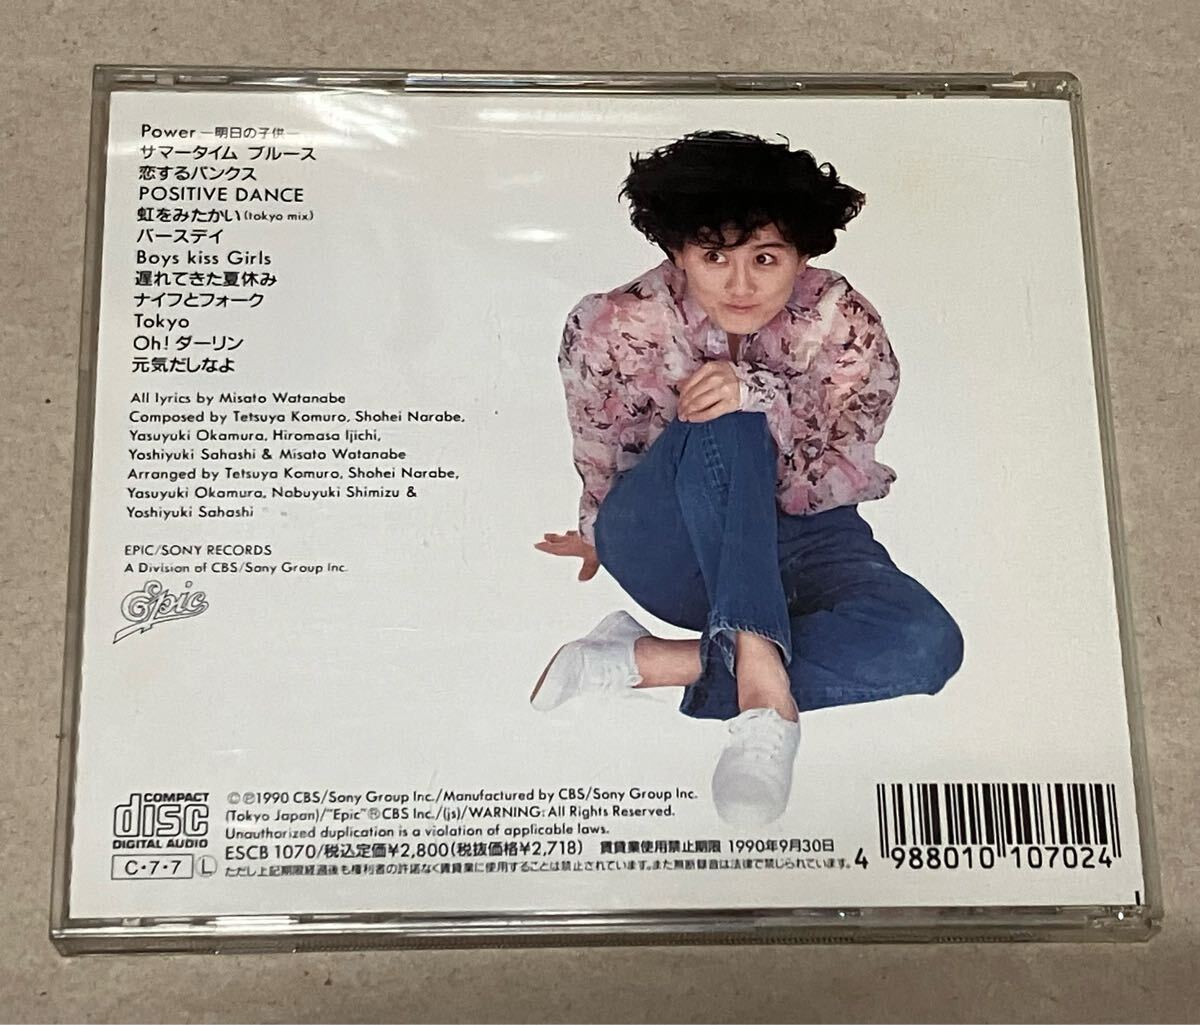 Power —明日の子供—
サマータイム ブルース
恋するパンクス
POSITIVE DANCE
虹をみたかい(tokyo mix)
バースデイ
Boys kiss Girls
遅れてきた夏休み
ナイフとフォーク
Tokyo
Oh! ダーリン
元気だしなよ
All lyrics by Misato Watanabe
Composed by Tetsuya Komuro, Shohei Narabe,
Yasuyuki Okamura, Hiromasa Ijichi,
Yoshiyuki Sahashi & Misato Watanabe
Arranged by Tetsuya Komuro, Shohei Narabe,
Yasuyuki Okamura, Nobuyuki Shimizu &
Yoshiyuki Sahashi
EPIC/SONY RECORDS
A Division of CBS/Sony Group Inc.
Epic
COMPACT
disc
DIGITAL AUDIO
C・7・7 L
©℗1990 CBS/Sony Group Inc./Manufactured by CBS/Sony Group Inc.
(Tokyo Japan)/"Epic"®CBS Inc./(js)/WARNING: All Rights Reserved.
Unauthorized duplication is a violation of applicable laws.
ESCB 1070/税込定価¥2,800(税抜価格¥2,718) 賃貸業使用禁止期限 1990年9月30日
ただし上記期限経過後も権利者の許諾なく賃貸業に使用することは禁止されています。また無断録音は法律で禁じられています。
4 988010 107024